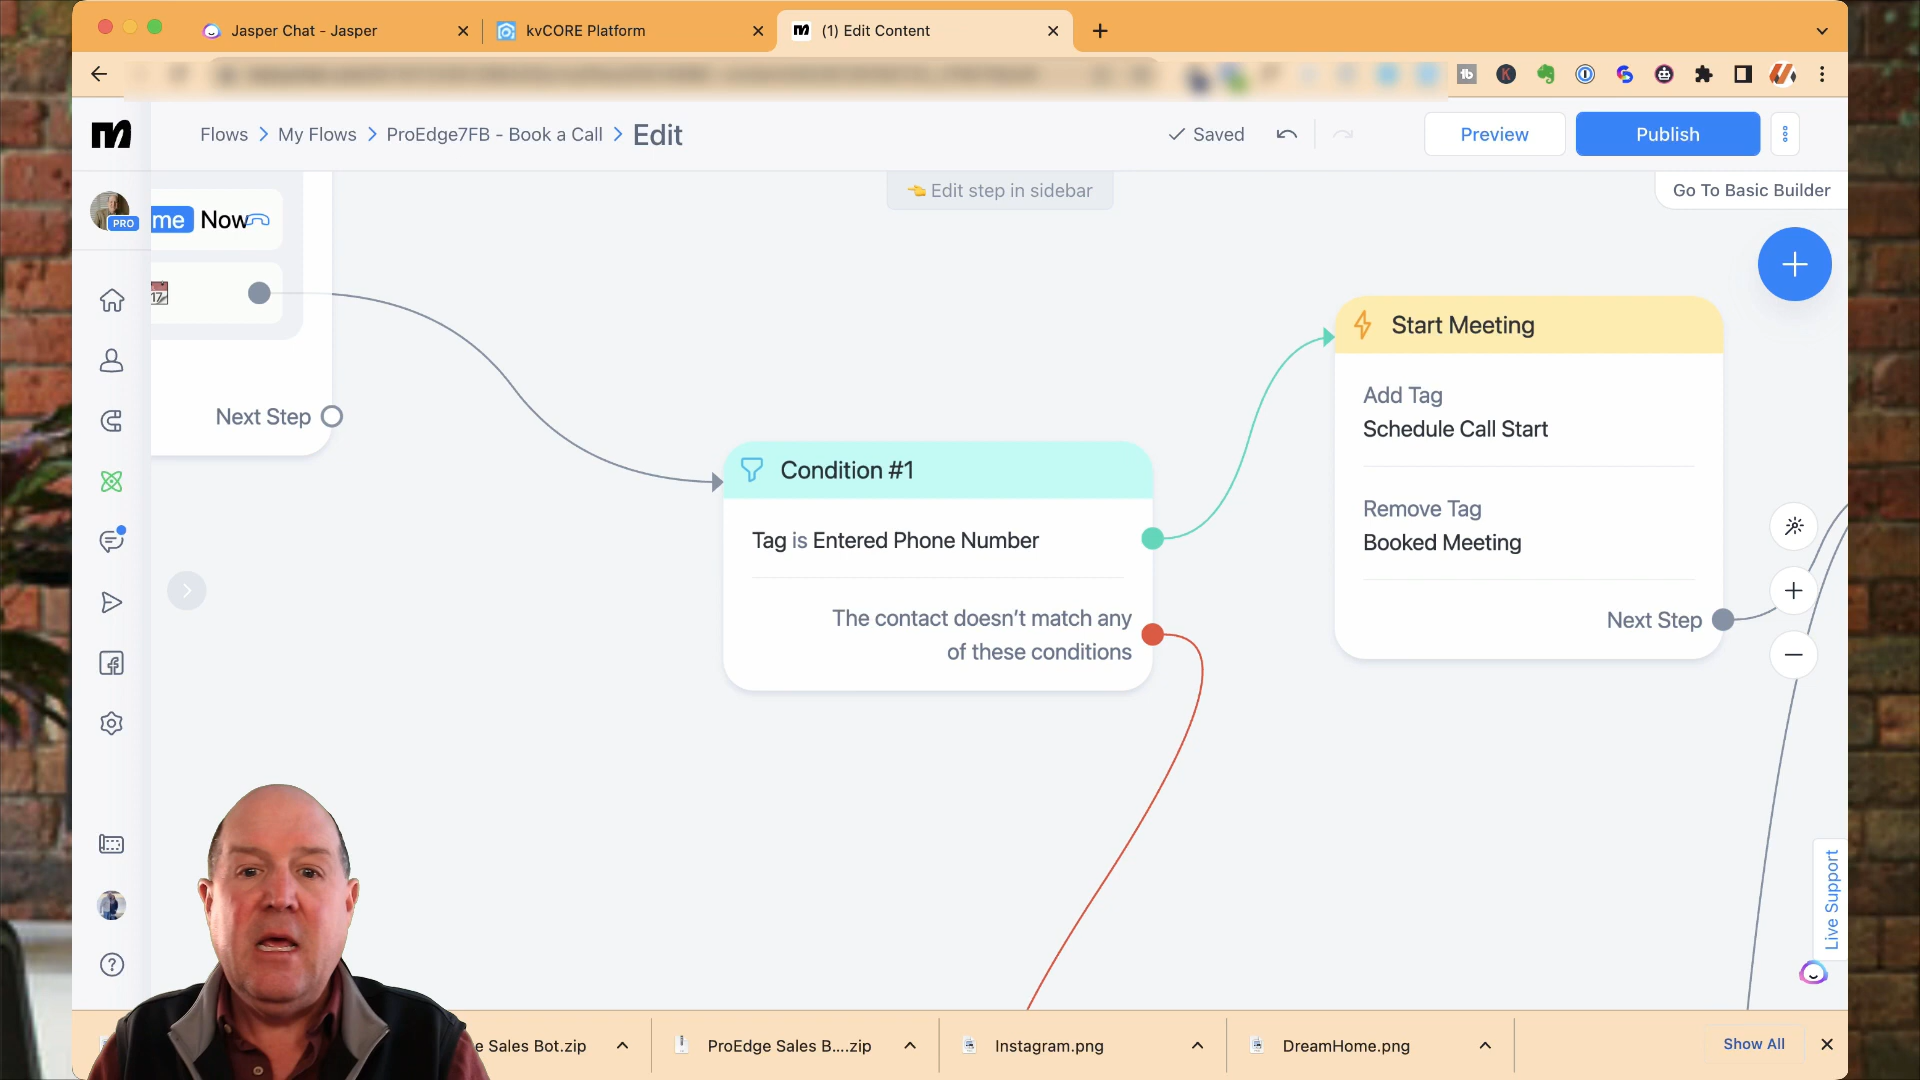 Jasper Chat - Jasper
kvCORE Platform
(1) Edit Content
Flows > My Flows > ProEdge7FB - Book a Call > Edit
Saved
Preview
Publish
Edit step in sidebar
Go To Basic Builder
PRO
me Now
17
Next Step
Condition #1
Tag is Entered Phone Number
The contact doesn't match any
of these conditions
Start Meeting
Add Tag
Schedule Call Start
Remove Tag
Booked Meeting
Next Step
Live Support
e Sales Bot.zip
ProEdge Sales B....zip
Instagram.png
DreamHome.png
Show All